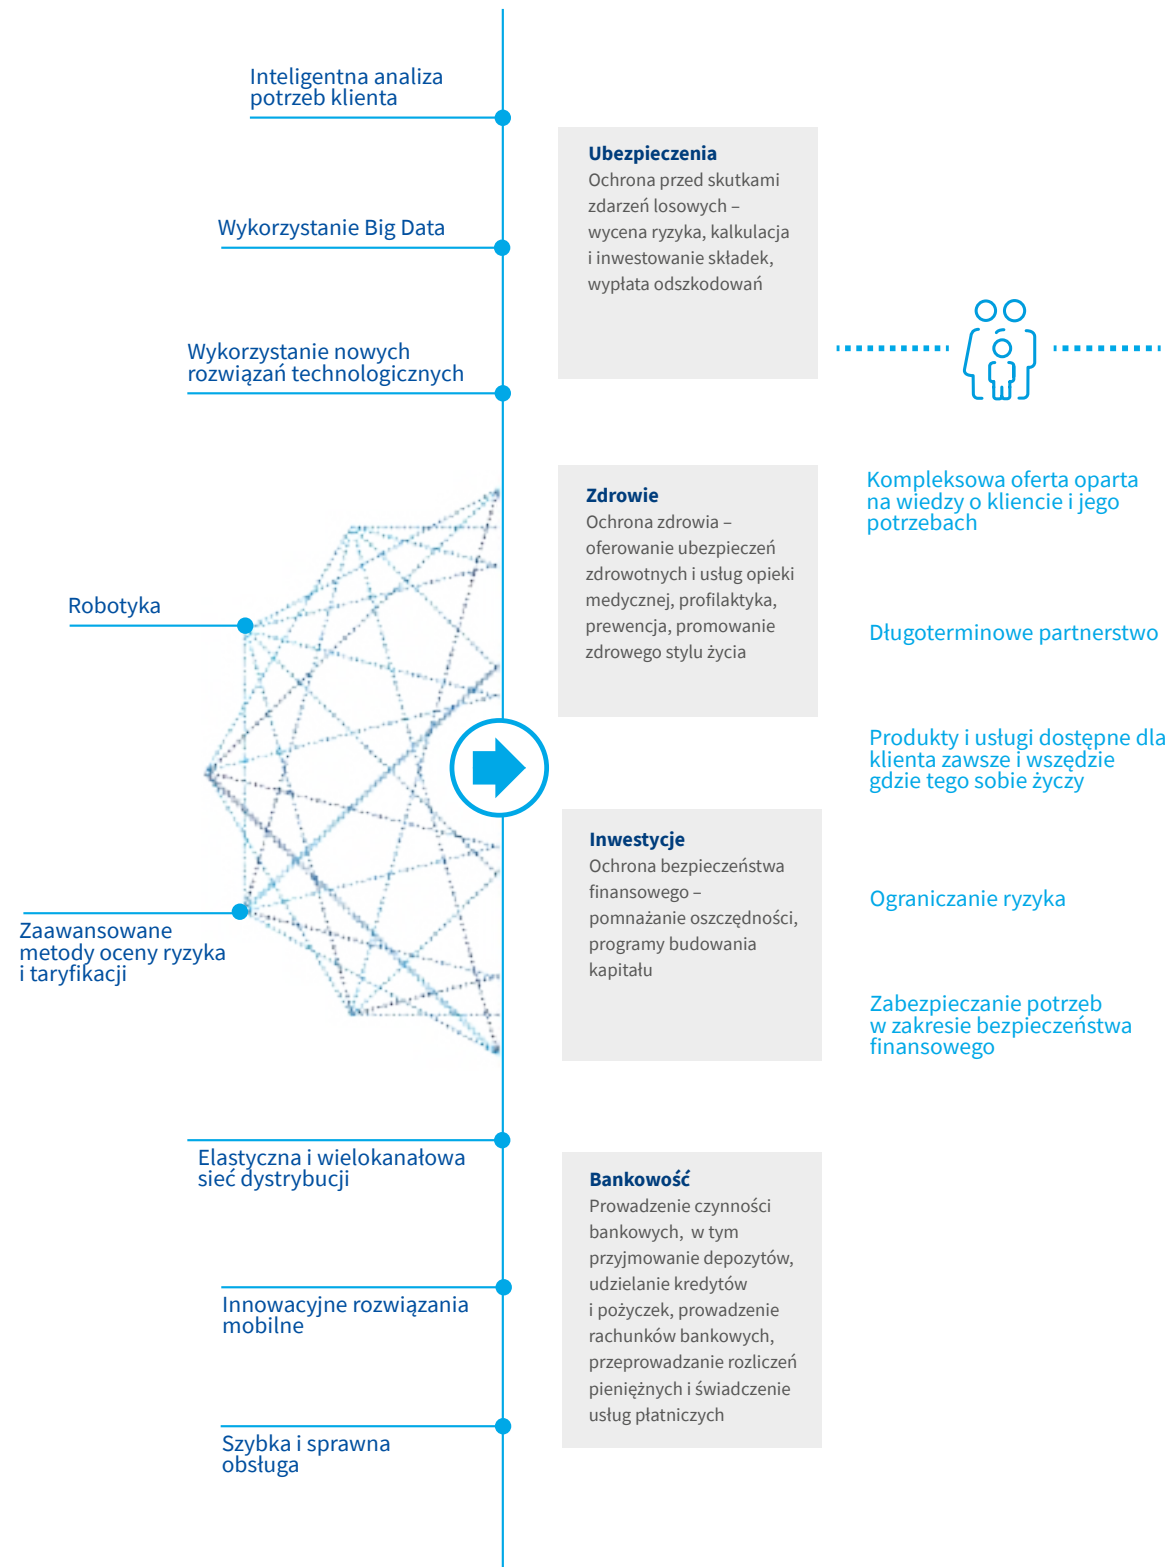 Inteligentna analiza
potrzeb klienta
Wykorzystanie Big Data
Wykorzystanie nowych
rozwiązań technologicznych
Robotyka
Zaawansowane
metody oceny ryzyka
i taryfikacji
Elastyczna i wielokanałowa
sieć dystrybucji
Innowacyjne rozwiązania
mobilne
Szybka i sprawna
obsługa
Ubezpieczenia
Ochrona przed skutkami
zdarzeń losowych –
wycena ryzyka, kalkulacja
i inwestowanie składek,
wypłata odszkodowań
Zdrowie
Ochrona zdrowia –
oferowanie ubezpieczeń
zdrowotnych i usług opieki
medycznej, profilaktyka,
prewencja, promowanie
zdrowego stylu życia
Inwestycje
Ochrona bezpieczeństwa
finansowego –
pomnażanie oszczędności,
programy budowania
kapitału
Bankowość
Prowadzenie czynności
bankowych, w tym
przyjmowanie depozytów,
udzielanie kredytów
i pożyczek, prowadzenie
rachunków bankowych,
przeprowadzanie rozliczeń
pieniężnych i świadczenie
usług płatniczych
Kompleksowa oferta oparta
na wiedzy o kliencie i jego
potrzebach
Długoterminowe partnerstwo
Produkty i usługi dostępne dla
klienta zawsze i wszędzie
gdzie tego sobie życzy
Ograniczanie ryzyka
Zabezpieczanie potrzeb
w zakresie bezpieczeństwa
finansowego